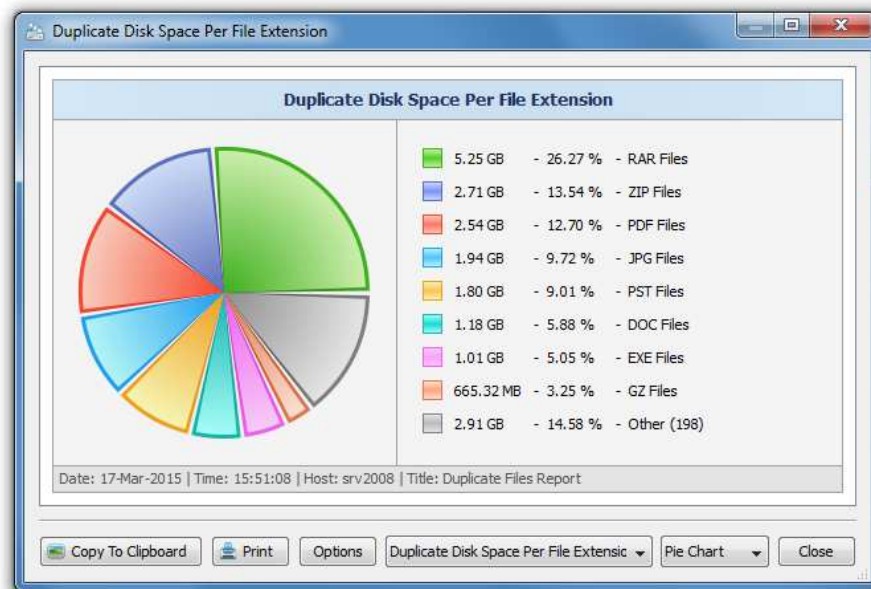 Duplicate Disk Space Per File Extension
Duplicate Disk Space Per File Extension
5.25 GB - 26.27 % - RAR Files
2.71 GB - 13.54 % - ZIP Files
2.54 GB - 12.70 % - PDF Files
1.94 GB - 9.72 % - JPG Files
1.80 GB - 9.01 % - PST Files
1.18 GB - 5.88 % - DOC Files
1.01 GB - 5.05 % - EXE Files
665.32 MB - 3.25 % - GZ Files
2.91 GB - 14.58 % - Other (198)
Date: 17-Mar-2015 | Time: 15:51:08 | Host: srv2008 | Title: Duplicate Files Report
Copy To Clipboard Print Options Duplicate Disk Space Per File Extensic Pie Chart Close